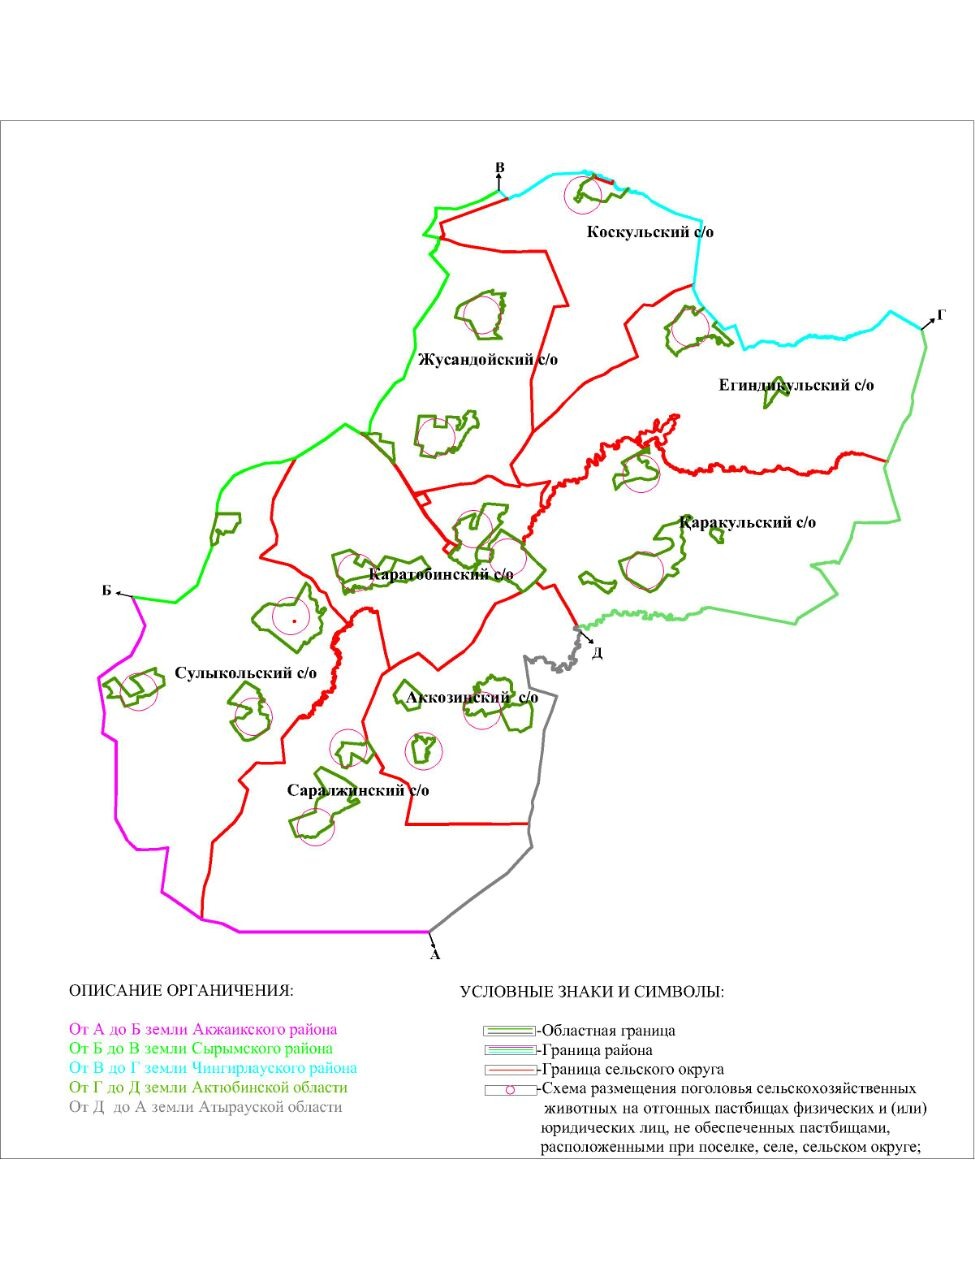 В
Коскульский с/о
Г
Жусандойский с/о
Егиндикульский с/о
Қаракульский с/о
Каратобинский с/о
Б
Д
Сулыкольский с/о
Аккозинский с/о
Саралжинский с/о
А
ОПИСАНИЕ ОРГАНИЧЕНИЯ:
От А до Б земли Акжаикского района
От Б до В земли Сырымского района
От В до Г земли Чингирлауского района
От Г до Д земли Актюбинской области
От Д до А земли Атырауской области
УСЛОВНЫЕ ЗНАКИ И СИМВОЛЫ:
-Областная граница
-Граница района
-Граница сельского округа
-Схема размещения поголовья сельскохозяйственных
животных на отгонных пастбищах физических и (или)
юридических лиц, не обеспеченных пастбищами,
расположенными при поселке, селе, сельском округе;